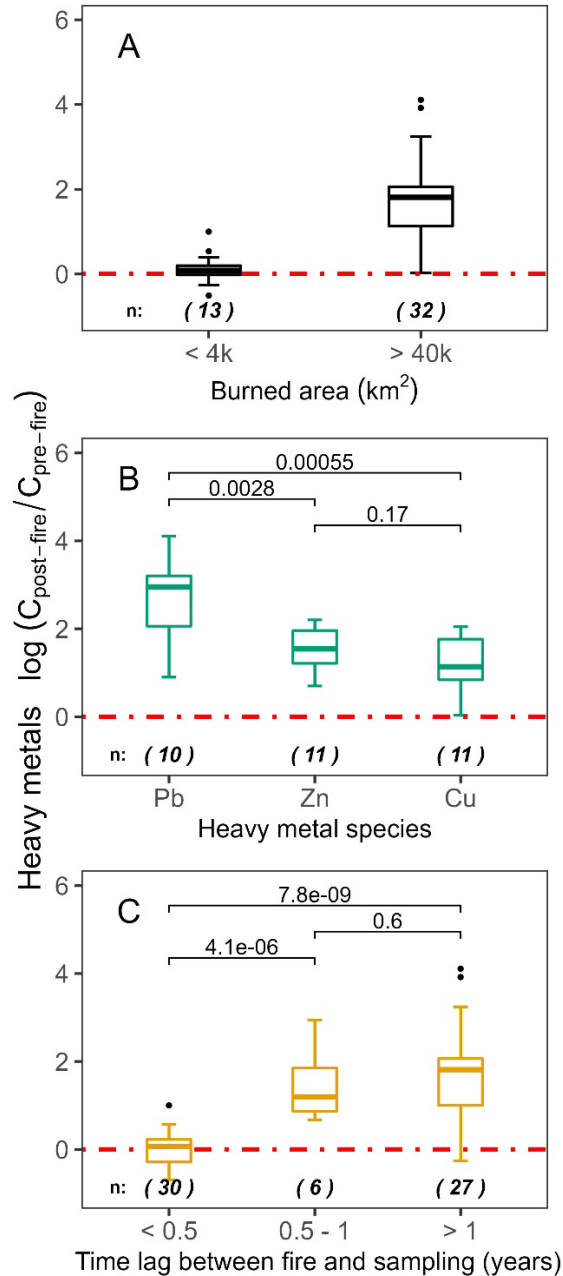 Heavy metals log (Cpost−fire/Cpre−fire)
A
6
4
2
0
n: ( 13 ) ( 32 )
< 4k > 40k
Burned area (km²)
B
6
4
2
0
0.00055
0.0028
0.17
n: ( 10 ) ( 11 ) ( 11 )
Pb Zn Cu
Heavy metal species
C
6
4
2
0
7.8e-09
0.6
4.1e-06
n: ( 30 ) ( 6 ) ( 27 )
< 0.5 0.5 - 1 > 1
Time lag between fire and sampling (years)